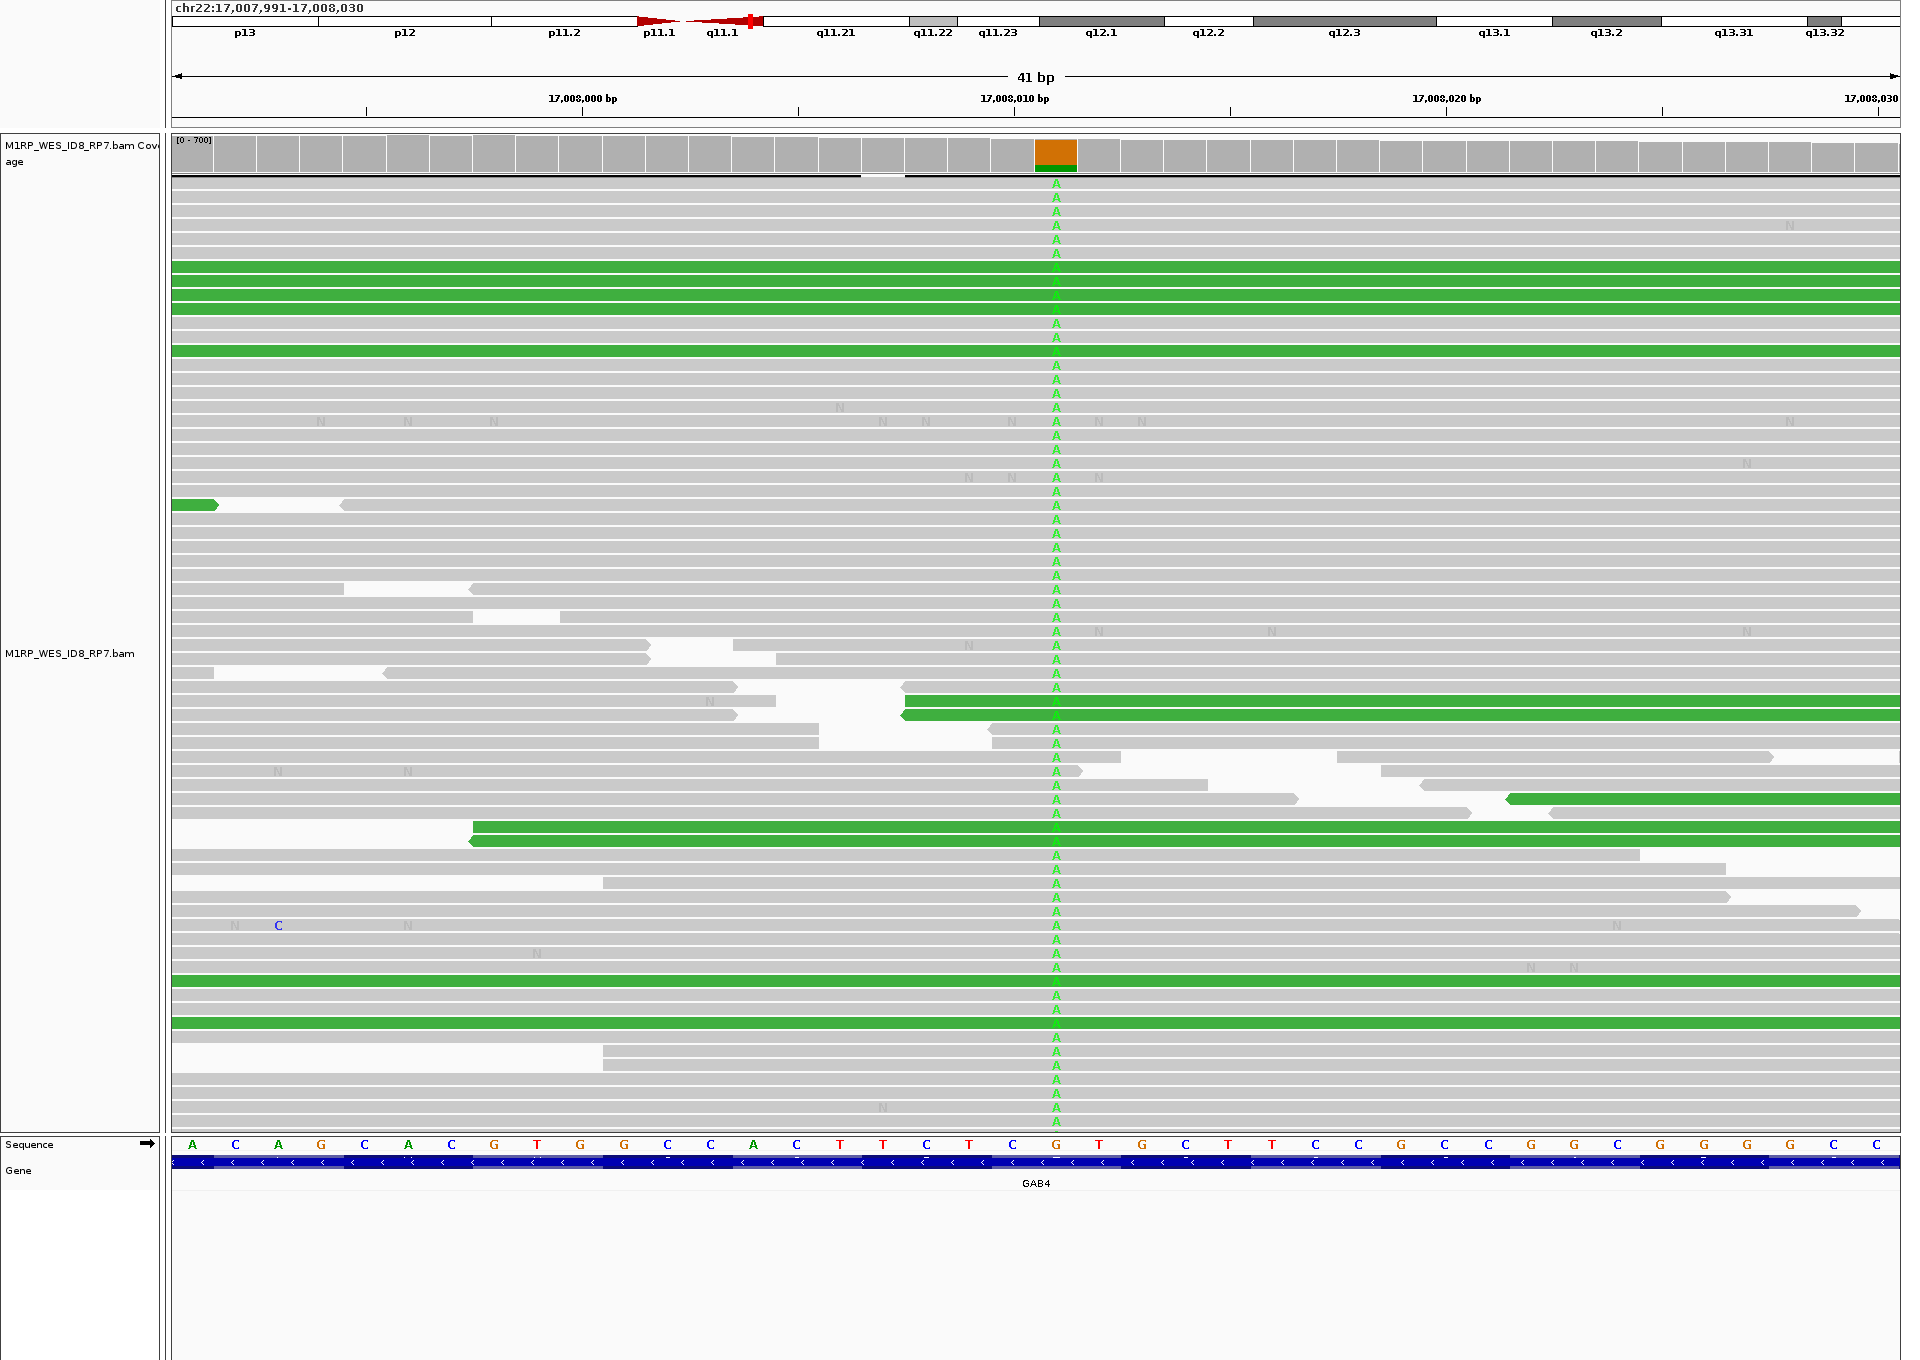 chr22:17,007,991-17,008,030
p13 p12 p11.2 p11.1 q11.1 q11.21 q11.22 q11.23 q12.1 q12.2 q12.3 q13.1 q13.2 q13.31 q13.32
41 bp
17,008,000 bp 17,008,010 bp 17,008,020 bp 17,008,030
M1RP_WES_ID8_RP7.bam Cov
age
[0 - 700]
A
A
A
A N
A
A
A
A
A
A
A
A
A
A
A
A
N A
N N N N N N A N N N
A
A
A N
N N A N
A
A
A
A
A
A
A
A
A
A
A N N N
N A
M1RP_WES_ID8_RP7.bam A
A
A
N A
A
A
A
A
N N A
A
A
A
A
A
A
A
A
A
A
N C N A N
A
N A
A N N
A
A
A
A
A
A
A
A
A
N A
A
Sequence A C A G C A C G T G G C C A C T T C T C G T G C T T C C G C C G G C G G G G C C
Gene
GAB4